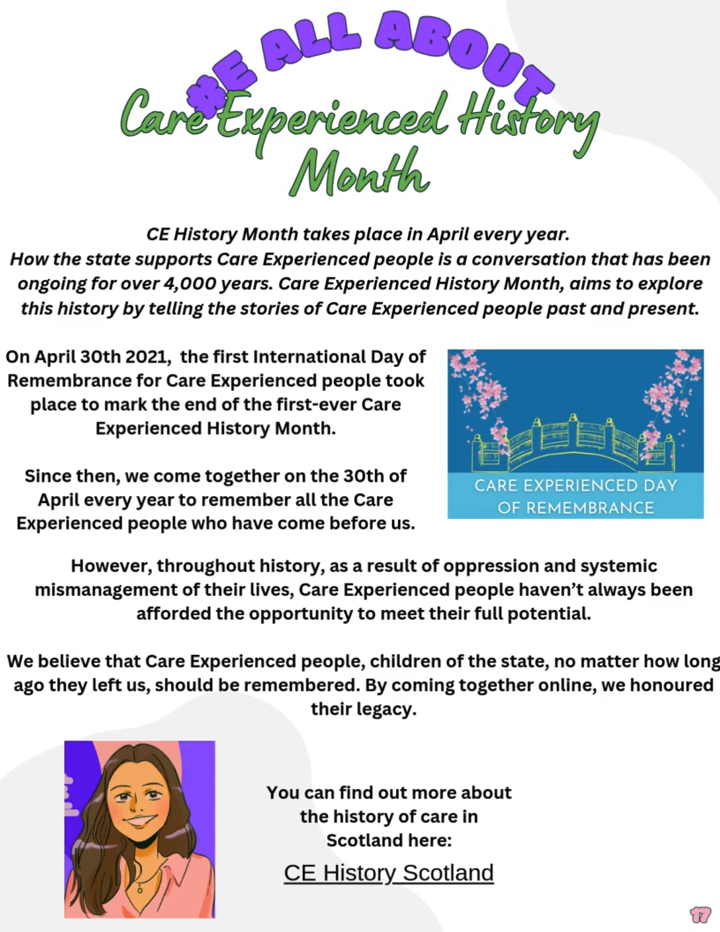 #E ALL ABOUT
Care Experienced History
Month
CE History Month takes place in April every year.
How the state supports Care Experienced people is a conversation that has been
ongoing for over 4,000 years. Care Experienced History Month, aims to explore
this history by telling the stories of Care Experienced people past and present.
On April 30th 2021, the first International Day of
Remembrance for Care Experienced people took
place to mark the end of the first-ever Care
Experienced History Month.
Since then, we come together on the 30th of
April every year to remember all the Care
Experienced people who have come before us.
CARE EXPERIENCED DAY
OF REMEMBRANCE
However, throughout history, as a result of oppression and systemic
mismanagement of their lives, Care Experienced people haven’t always been
afforded the opportunity to meet their full potential.
We believe that Care Experienced people, children of the state, no matter how long
ago they left us, should be remembered. By coming together online, we honoured
their legacy.
You can find out more about
the history of care in
Scotland here:
CE History Scotland
17